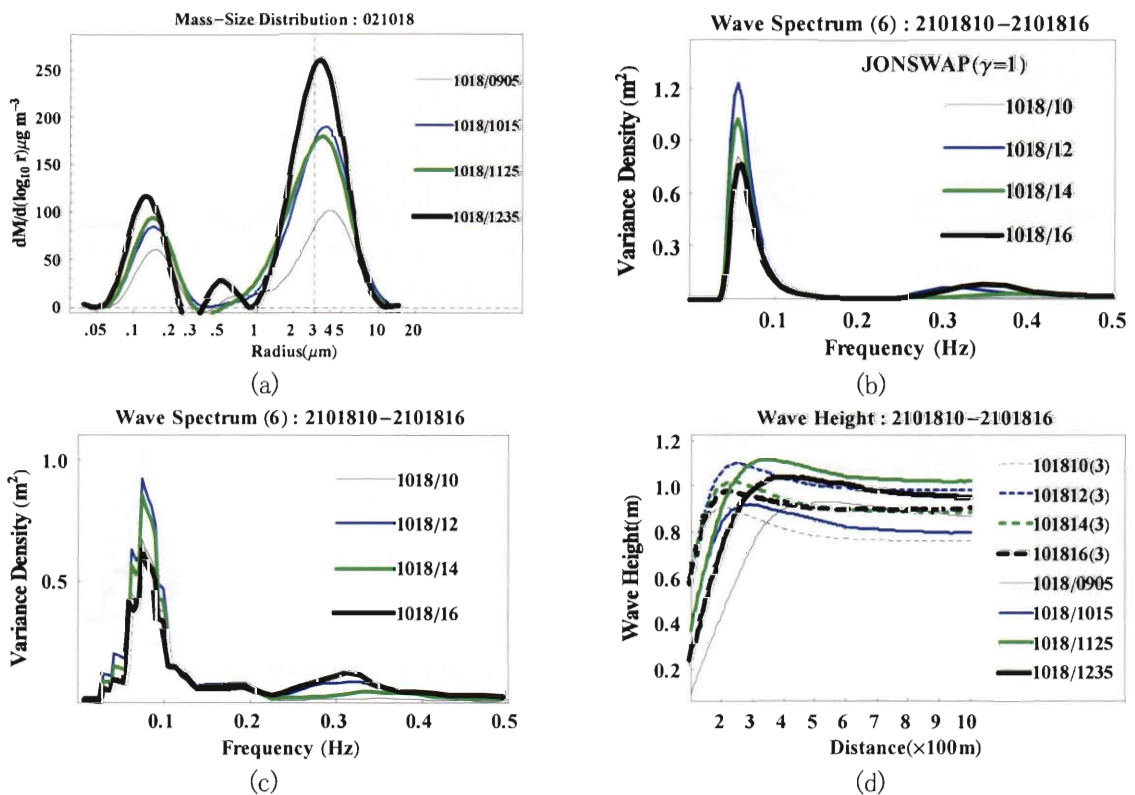 Mass−Size Distribution : 021018
dM/d(log10 r)μg m−3
250
200
150
100
50
0
1018/0905
1018/1015
1018/1125
1018/1235
.05 .1 .2 .3 .5 1 2 3 4 5 10 20
Radius(μm)
(a)
Wave Spectrum (6) : 2101810−2101816
JONSWAP(γ=1)
Variance Density (m²)
1.2
0.9
0.6
0.3
1018/10
1018/12
1018/14
1018/16
0.1 0.2 0.3 0.4 0.5
Frequency (Hz)
(b)
Wave Spectrum (6) : 2101810−2101816
Variance Density (m²)
1.0
0.5
1018/10
1018/12
1018/14
1018/16
0.1 0.2 0.3 0.4 0.5
Frequency (Hz)
(c)
Wave Height : 2101810−2101816
Wave Height(m)
1.2
1.0
0.8
0.6
0.4
0.2
101810(3)
101812(3)
101814(3)
101816(3)
1018/0905
1018/1015
1018/1125
1018/1235
2 3 4 5 6 7 8 9 10
Distance(×100m)
(d)